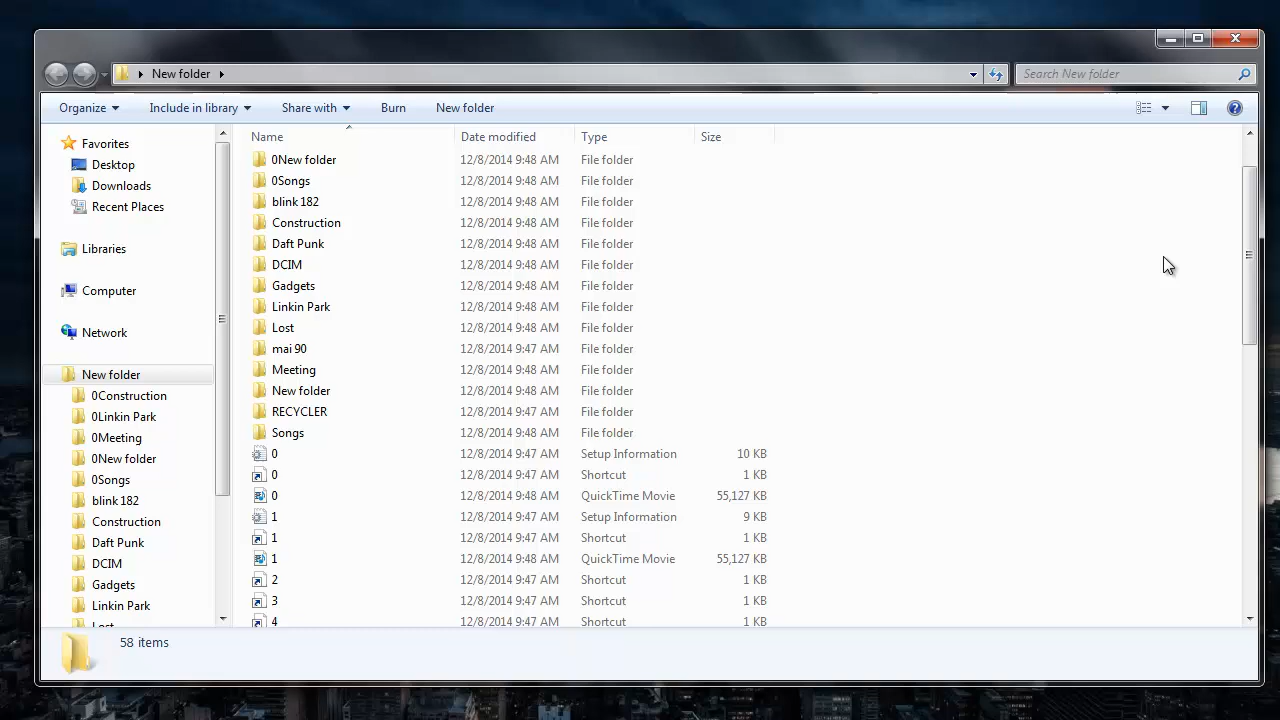 New folder
Search New folder
Organize Include in library Share with Burn New folder
Favorites
Desktop
Downloads
Recent Places
Libraries
Computer
Network
New folder
0Construction
0Linkin Park
0Meeting
0New folder
0Songs
blink 182
Construction
Daft Punk
DCIM
Gadgets
Linkin Park
Lost
Name Date modified Type Size
0New folder 12/8/2014 9:48 AM File folder
0Songs 12/8/2014 9:48 AM File folder
blink 182 12/8/2014 9:48 AM File folder
Construction 12/8/2014 9:48 AM File folder
Daft Punk 12/8/2014 9:48 AM File folder
DCIM 12/8/2014 9:48 AM File folder
Gadgets 12/8/2014 9:48 AM File folder
Linkin Park 12/8/2014 9:48 AM File folder
Lost 12/8/2014 9:48 AM File folder
mai 90 12/8/2014 9:47 AM File folder
Meeting 12/8/2014 9:48 AM File folder
New folder 12/8/2014 9:48 AM File folder
RECYCLER 12/8/2014 9:47 AM File folder
Songs 12/8/2014 9:48 AM File folder
0 12/8/2014 9:47 AM Setup Information 10 KB
0 12/8/2014 9:47 AM Shortcut 1 KB
0 12/8/2014 9:48 AM QuickTime Movie 55,127 KB
1 12/8/2014 9:47 AM Setup Information 9 KB
1 12/8/2014 9:47 AM Shortcut 1 KB
1 12/8/2014 9:48 AM QuickTime Movie 55,127 KB
2 12/8/2014 9:47 AM Shortcut 1 KB
3 12/8/2014 9:47 AM Shortcut 1 KB
4 12/8/2014 9:47 AM Shortcut 1 KB
58 items